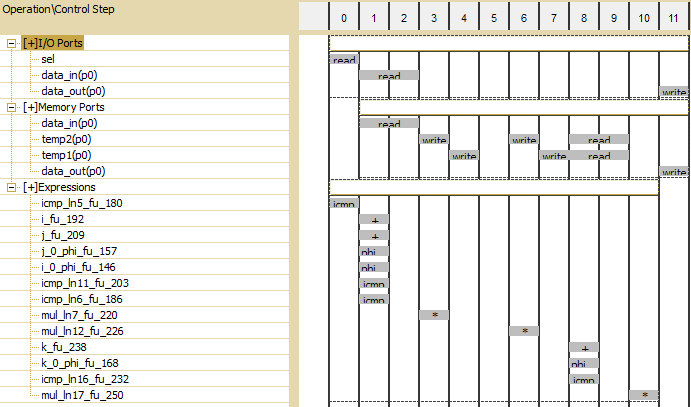 Operation\Control Step 0 1 2 3 4 5 6 7 8 9 10 11
[+]I/O Ports
sel read
data_in(p0) read
data_out(p0) write
[+]Memory Ports
data_in(p0) read
temp2(p0) write write read
temp1(p0) write write read
data_out(p0) write
[+]Expressions
icmp_ln5_fu_180 icmp
i_fu_192 +
j_fu_209 +
j_0_phi_fu_157 phi
i_0_phi_fu_146 phi
icmp_ln11_fu_203 icmp
icmp_ln6_fu_186 icmp
mul_ln7_fu_220 *
mul_ln12_fu_226 *
k_fu_238 +
k_0_phi_fu_168 phi
icmp_ln16_fu_232 icmp
mul_ln17_fu_250 *